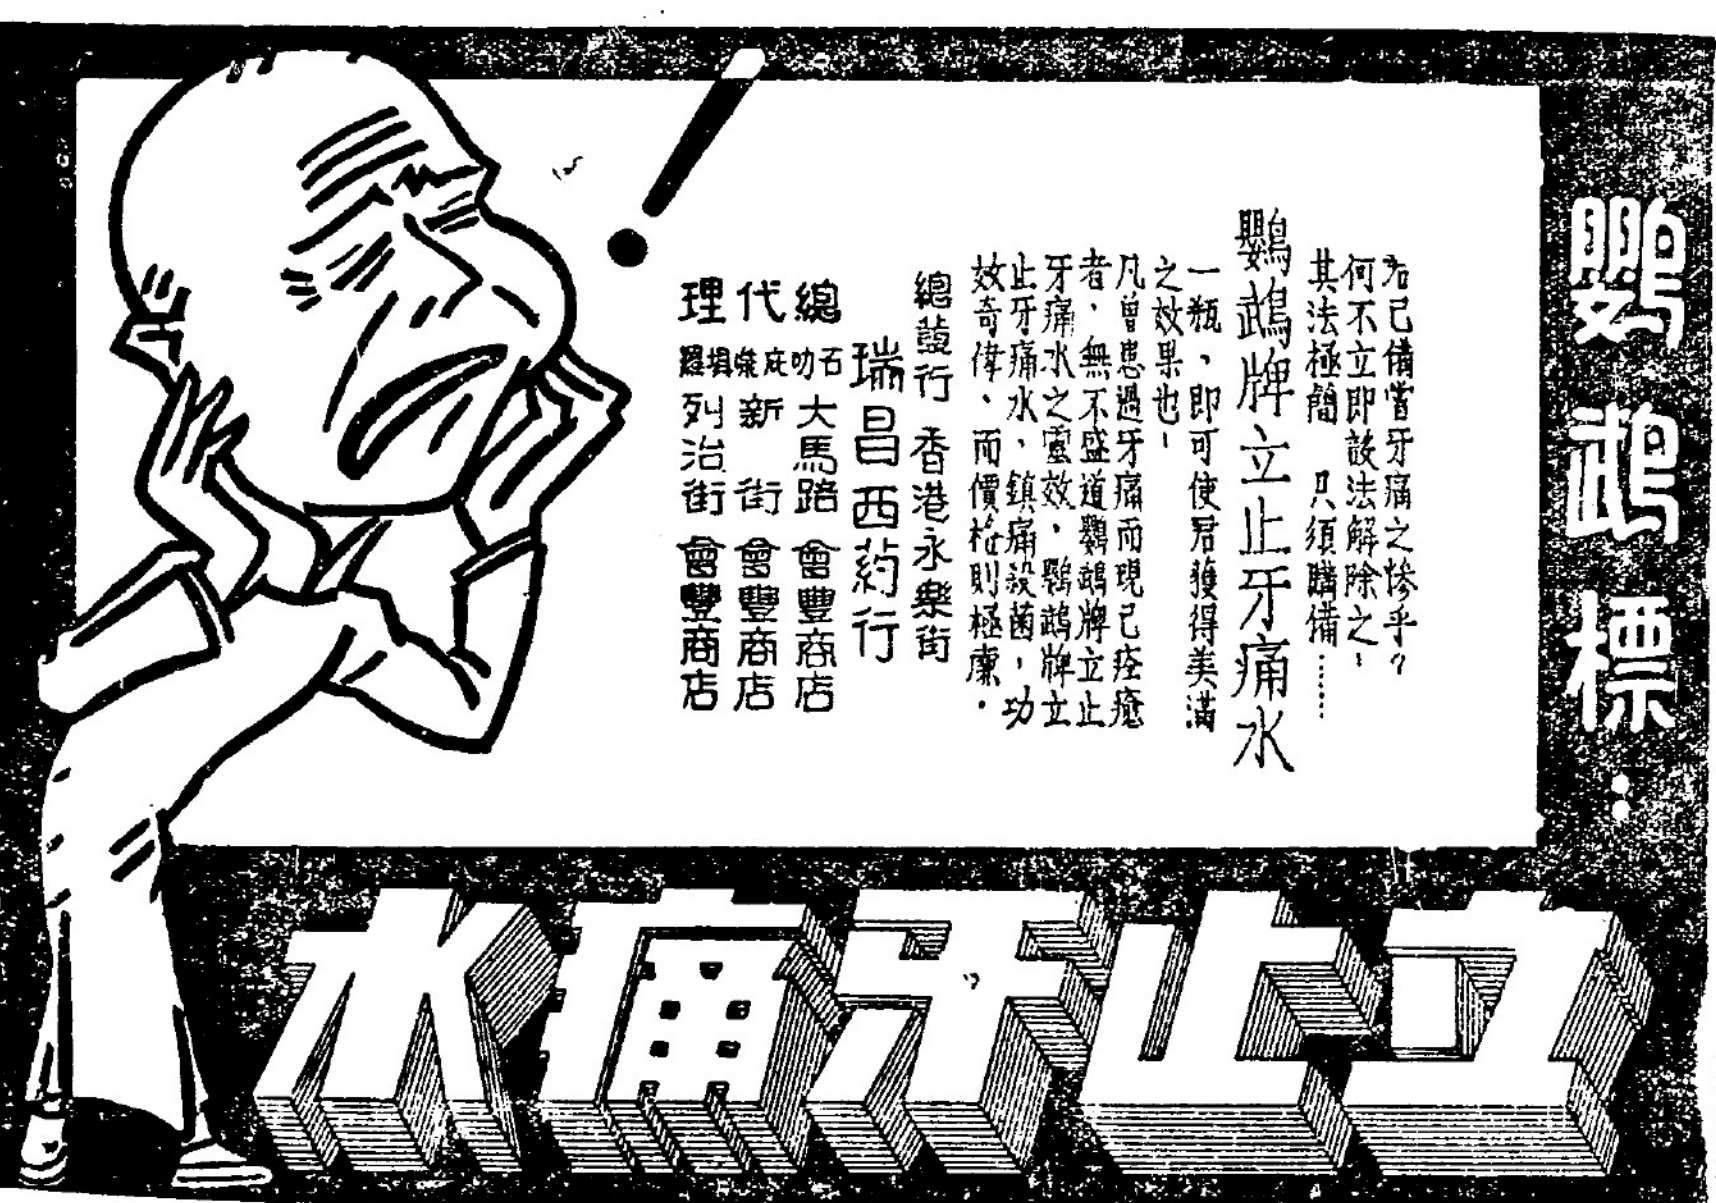 鸚鵡標:
立止牙痛水
君已備嘗牙痛之慘乎?
何不立即設法解除之,
其法極簡 只須購備……
鸚鵡牌立止牙痛水
一瓶,即可使君獲得美滿
之效果也,
凡曾患過牙痛而現已痊癒
者,無不盛道鸚鵡牌立止
牙痛水之靈效,鸚鵡牌立
止牙痛水,鎮痛殺菌,功
效奇偉、而價格則極廉.
總發行 香港永樂街
瑞昌西葯行
總代理
石叻 大馬路 會豐商店
庇 新街 會豐商店
列治街 會豐商店